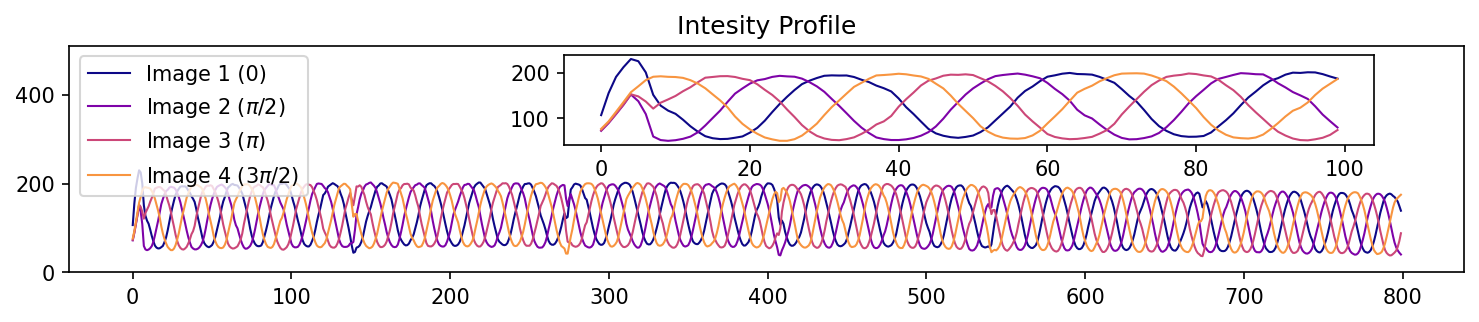 Intesity Profile
Image 1 (0)
Image 2 (π/2)
Image 3 (π)
Image 4 (3π/2)
400
200
0
200
100
0 20 40 60 80 100
0 100 200 300 400 500 600 700 800